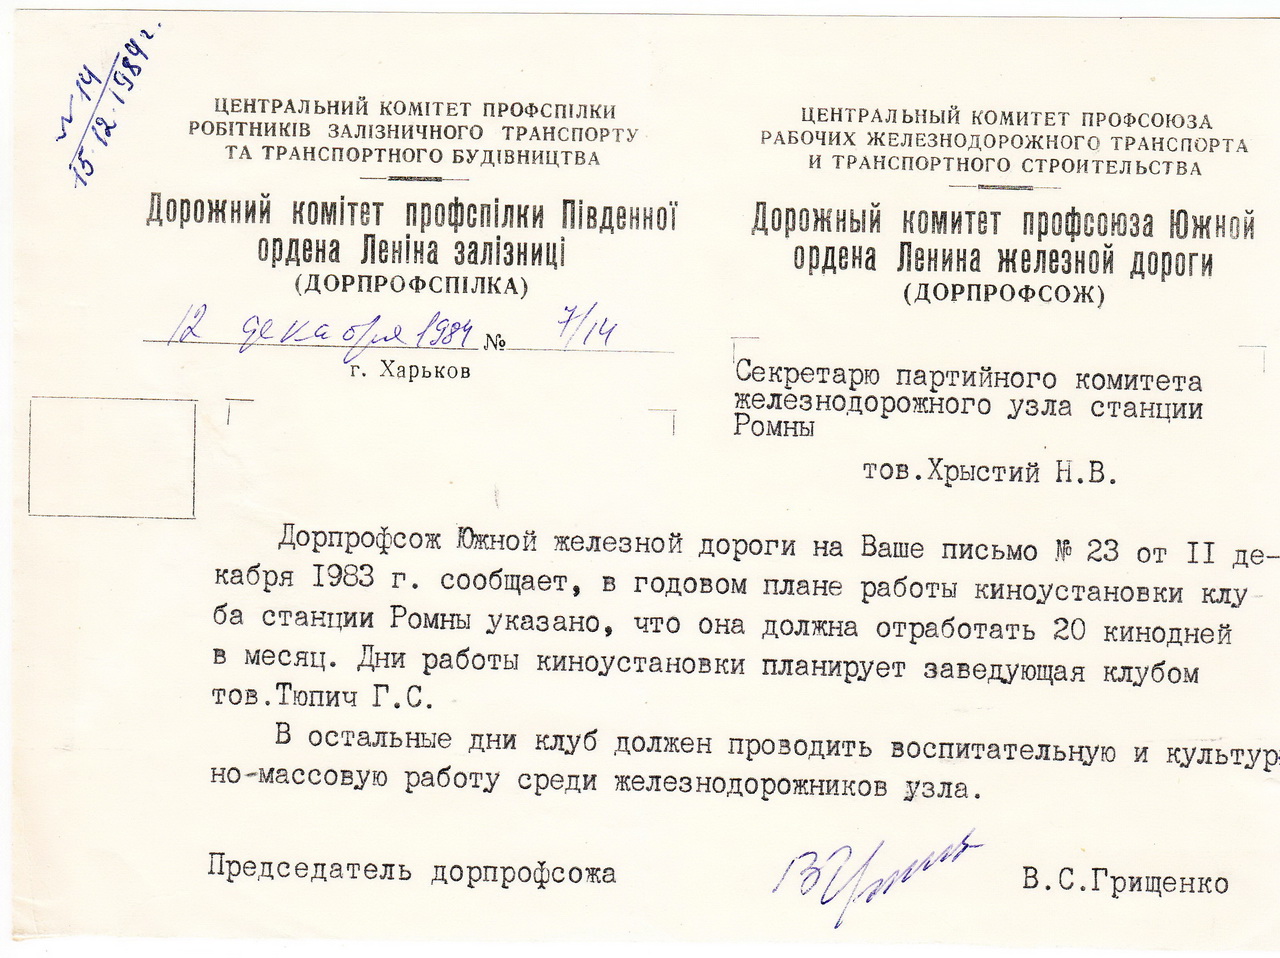 № 14
15.12.1984 г.
ЦЕНТРАЛЬНИЙ КОМІТЕТ ПРОФСПІЛКИ
РОБІТНИКІВ ЗАЛІЗНИЧНОГО ТРАНСПОРТУ
ТА ТРАНСПОРТНОГО БУДІВНИЦТВА
Дорожний комітет профспілки Південної
ордена Леніна залізниці
(ДОРПРОФСПІЛКА)
12 декабря 1984 № 7/14
г. Харьков
ЦЕНТРАЛЬНЫЙ КОМИТЕТ ПРОФСОЮЗА
РАБОЧИХ ЖЕЛЕЗНОДОРОЖНОГО ТРАНСПОРТА
И ТРАНСПОРТНОГО СТРОИТЕЛЬСТВА
Дорожный комитет профсоюза Южной
ордена Ленина железной дороги
(ДОРПРОФСОЖ)
Секретарю партийного комитета
железнодорожного узла станции
Ромны
тов.Хрыстий Н.В.
Дорпрофсож Южной железной дороги на Ваше письмо № 23 от II де-
кабря 1983 г. сообщает, в годовом плане работы киноустановки клу-
ба станции Ромны указано, что она должна отработать 20 кинодней
в месяц. Дни работы киноустановки планирует заведующая клубом
тов.Тюпич Г.С.
В остальные дни клуб должен проводить воспитательную и культур-
но-массовую работу среди железнодорожников узла.
Председатель дорпрофсожа
В.С.Грищенко